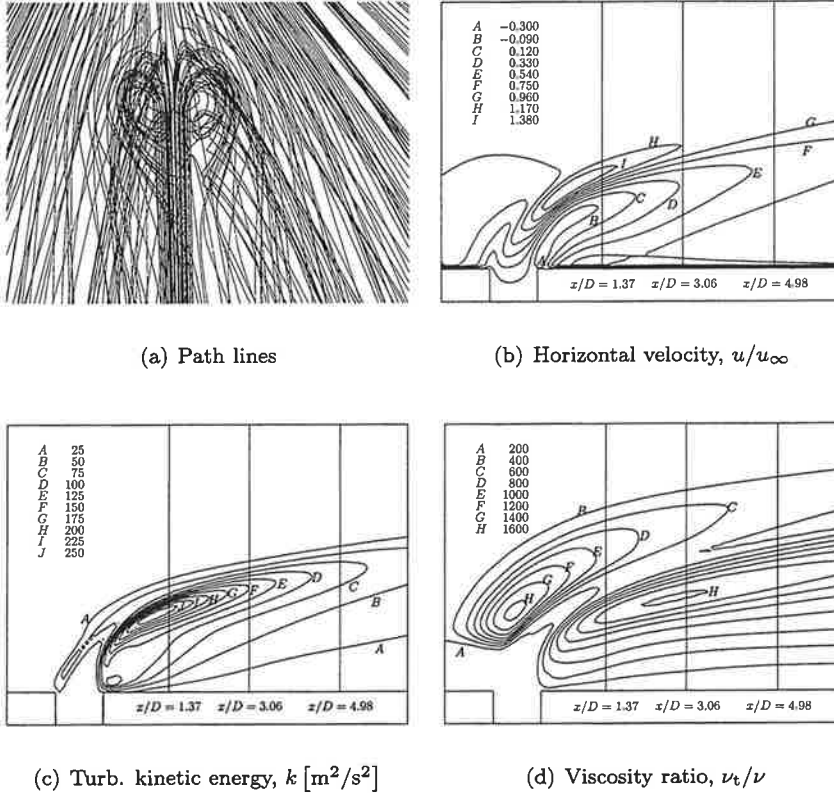 A −0.300
B −0.090
C 0.120
D 0.330
E 0.540
F 0.750
G 0.960
H 1.170
I 1.380
G
F
H
I
E
C
D
B
A
x/D = 1.37 x/D = 3.06 x/D = 4.98
(a) Path lines
(b) Horizontal velocity, u/u∞
A 25
B 50
C 75
D 100
E 125
F 150
G 175
H 200
I 225
J 250
A
I
H
G
F
E
D
C
B
A
x/D = 1.37 x/D = 3.06 x/D = 4.98
A 200
B 400
C 600
D 800
E 1000
F 1200
G 1400
H 1600
B
C
D
E
F
G
H
H
A
x/D = 1.37 x/D = 3.06 x/D = 4.98
(c) Turb. kinetic energy, k [m²/s²]
(d) Viscosity ratio, νt/ν